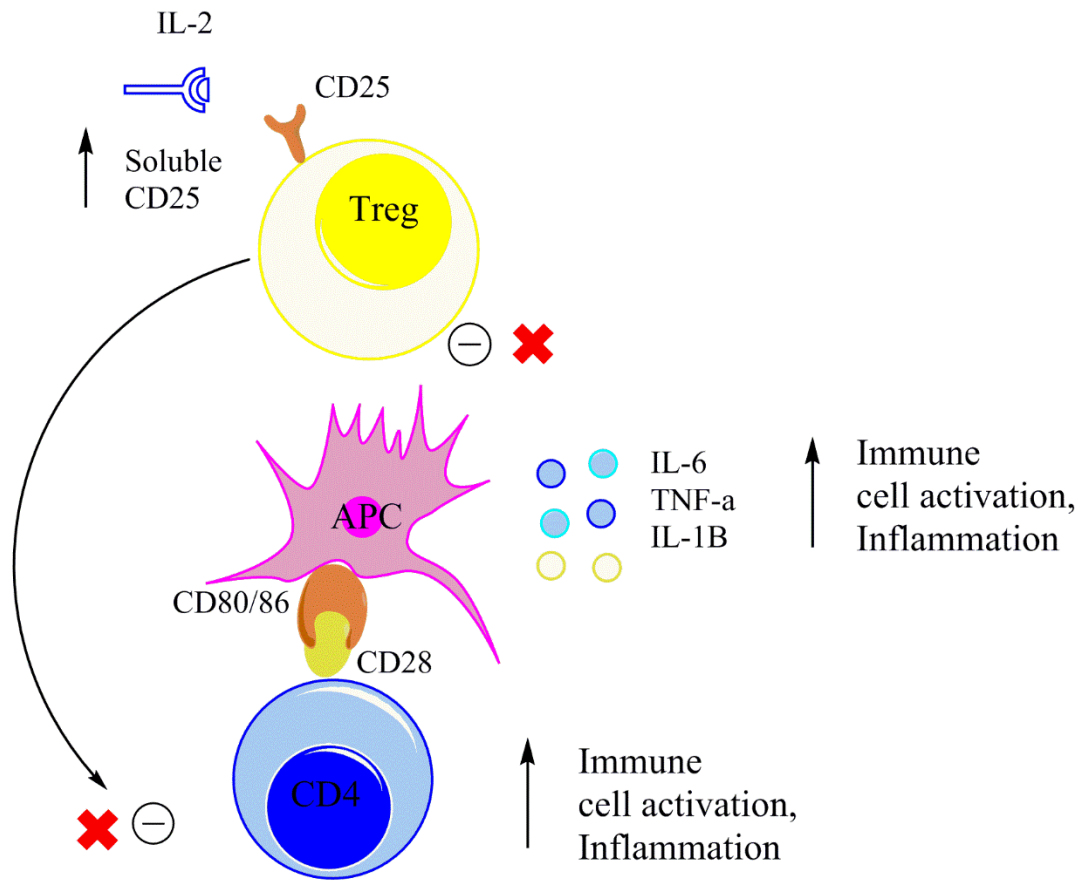 IL-2
CD25
Soluble
CD25
Treg
APC
IL-6
TNF-a
IL-1B
Immune
cell activation,
Inflammation
CD80/86
CD28
CD4
Immune
cell activation,
Inflammation